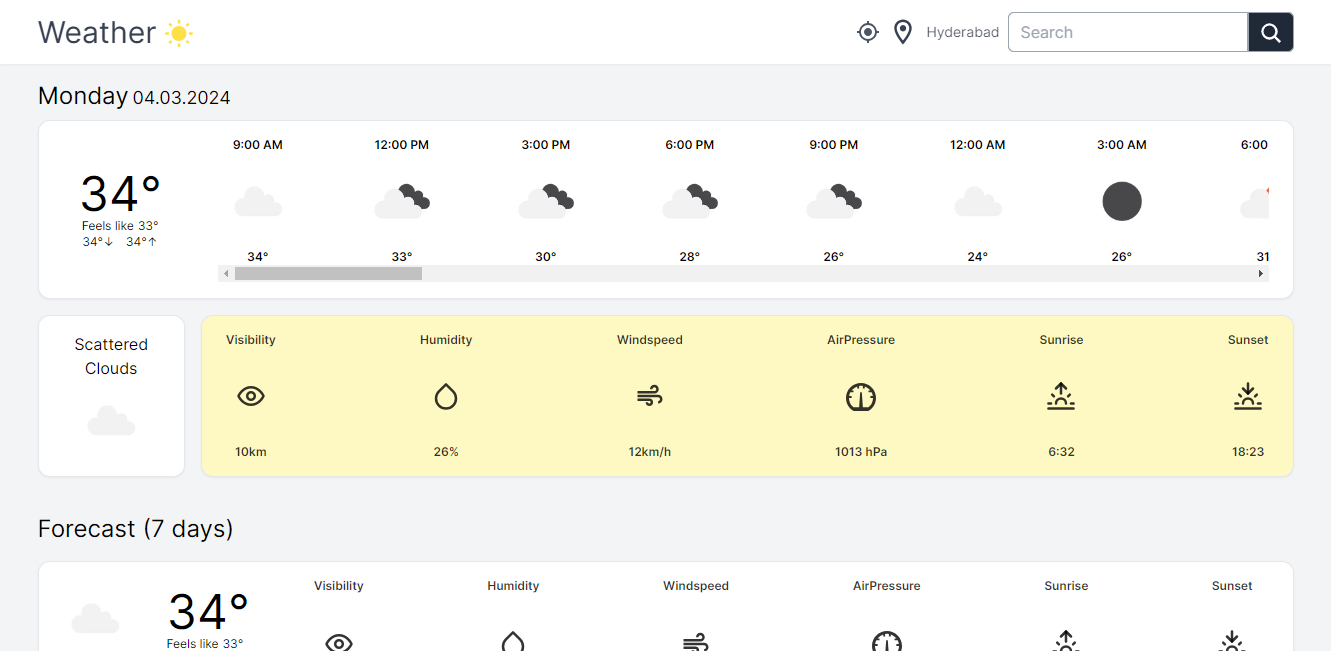 Weather
Hyderabad
Search
Monday 04.03.2024
9:00 AM 12:00 PM 3:00 PM 6:00 PM 9:00 PM 12:00 AM 3:00 AM 6:00
34°
Feels like 33°
34°↓ 34°↑
34° 33° 30° 28° 26° 24° 26° 31
Scattered
Clouds
Visibility Humidity Windspeed AirPressure Sunrise Sunset
10km 26% 12km/h 1013 hPa 6:32 18:23
Forecast (7 days)
Visibility Humidity Windspeed AirPressure Sunrise Sunset
34°
Feels like 33°